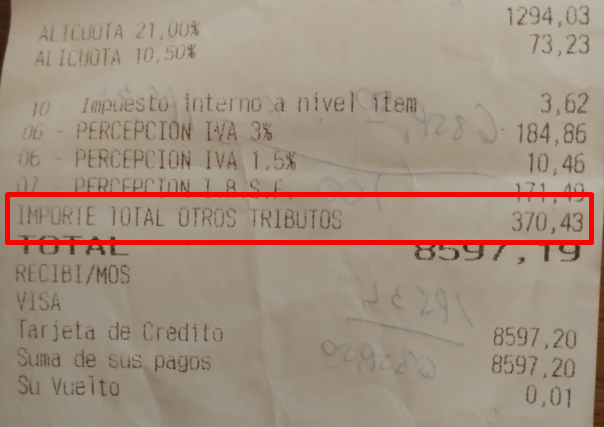 1294,03
ALICUOTA 21,00%
ALICUOTA 10,50% 73,23
10 - Impuesto interno a nivel item 3,62
06 - PERCEPCION IVA 3% 184,86
06 - PERCEPCION IVA 1.5% 10,46
07 - PERCEPCION I.B.S.F. 171,49
IMPORTE TOTAL OTROS TRIBUTOS 370,43
TOTAL 8597,19
RECIBI/MOS
VISA
Tarjeta de Crédito 8597,20
Suma de sus pagos 8597,20
Su Vuelto 0,01